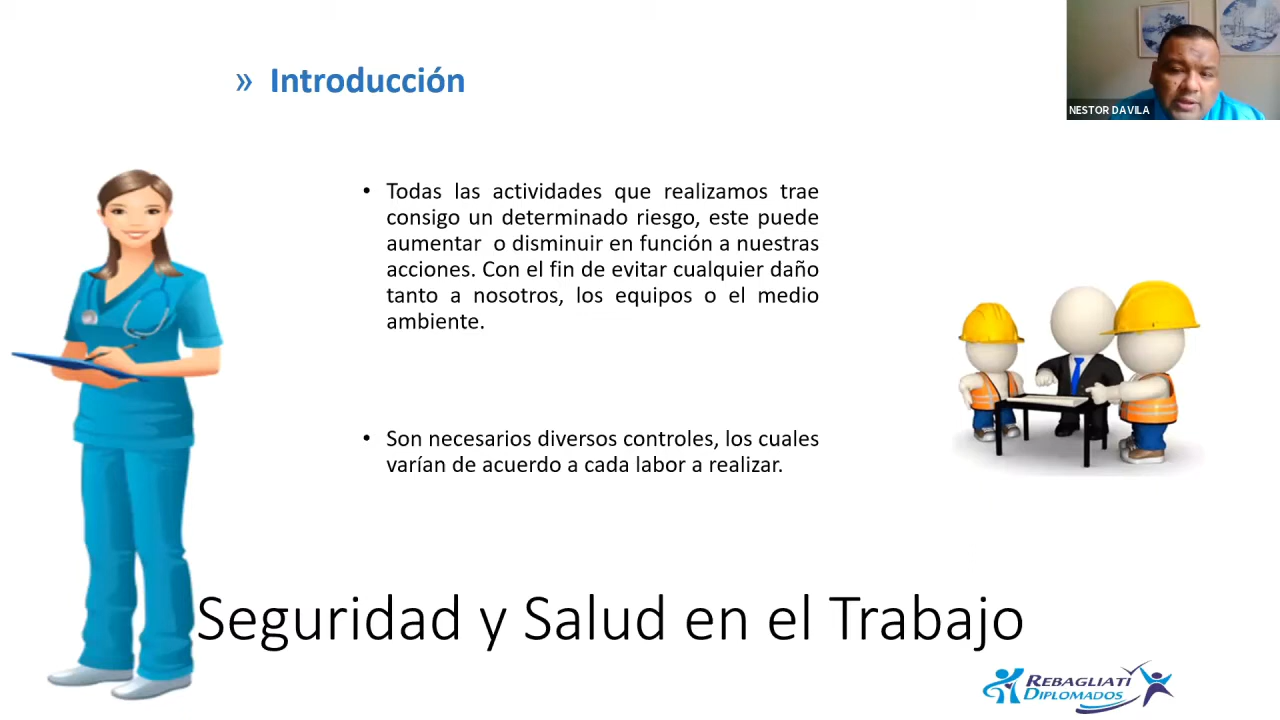 » Introducción
NESTOR DAVILA
• Todas las actividades que realizamos trae
consigo un determinado riesgo, este puede
aumentar o disminuir en función a nuestras
acciones. Con el fin de evitar cualquier daño
tanto a nosotros, los equipos o el medio
ambiente.
• Son necesarios diversos controles, los cuales
varían de acuerdo a cada labor a realizar.
Seguridad y Salud en el Trabajo
REBAGLIATI
DIPLOMADOS